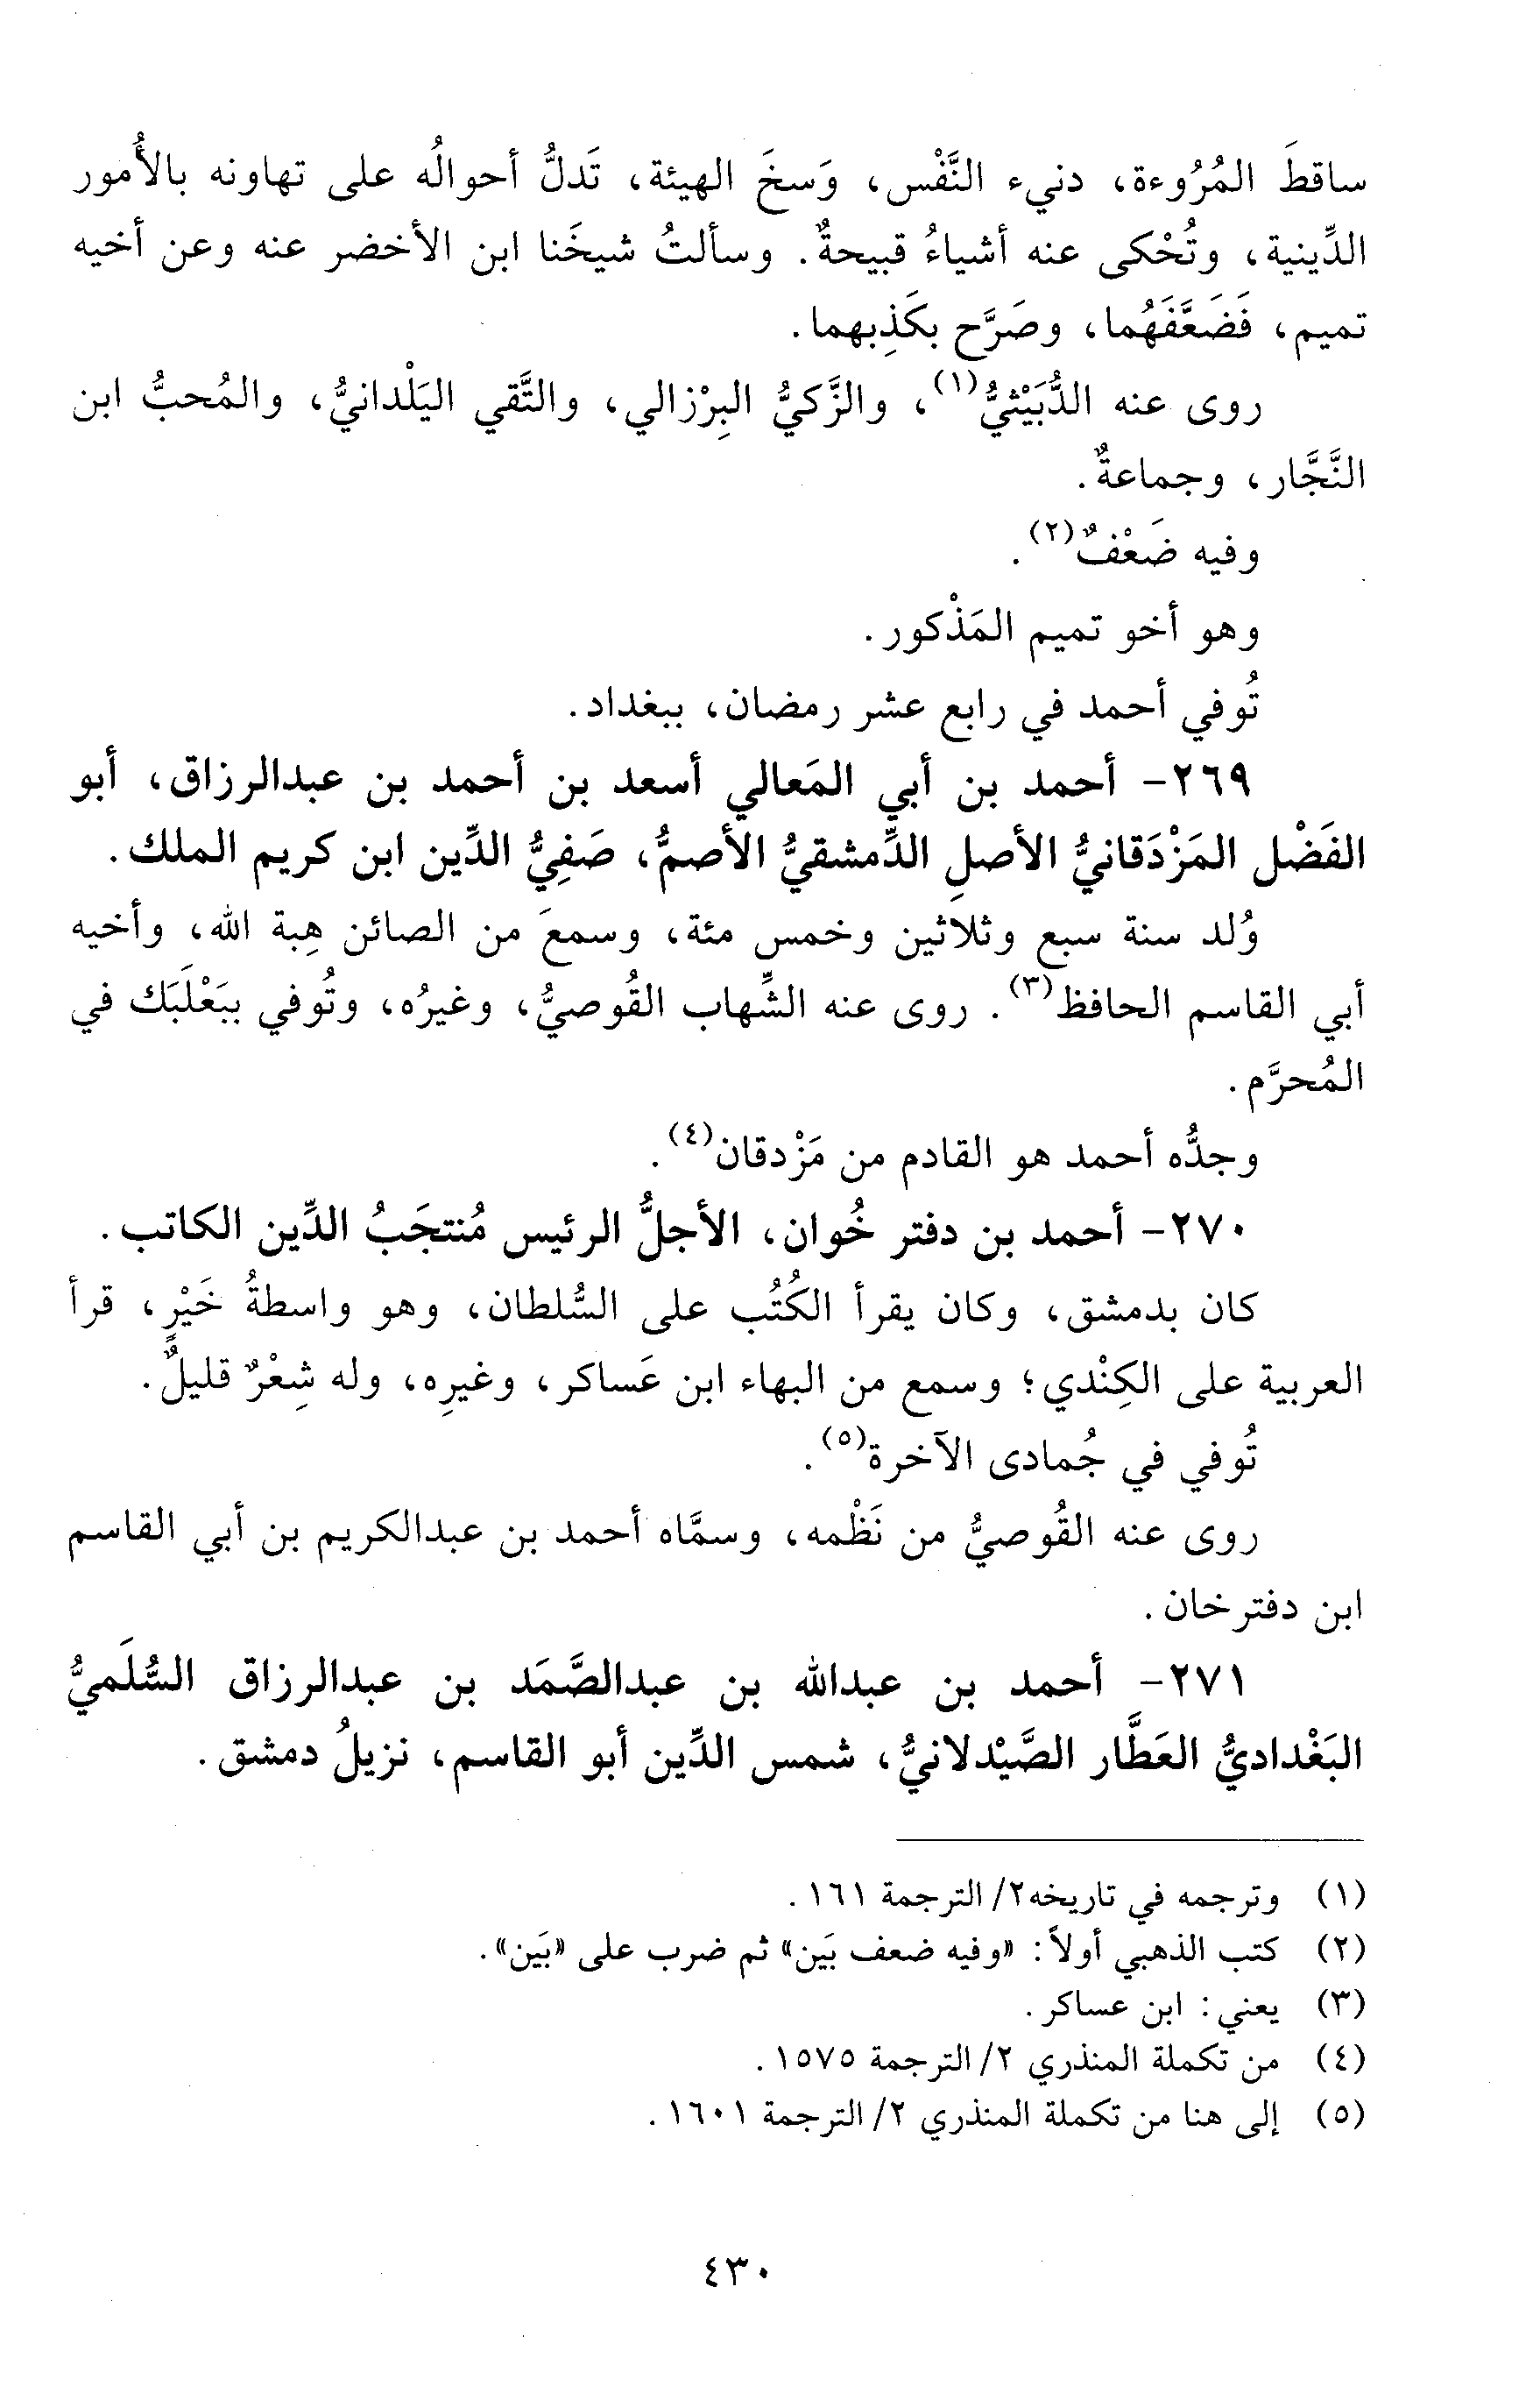 ساقطَ المُرُوءة، دنيء النَّفْس، وَسخَ الهيئة، تَدلُّ أحوالُه على تهاونه بالأُمور
الدِّينية، وتُحْكى عنه أشياءُ قبيحةٌ. وسألتُ شيخَنا ابن الأخضر عنه وعن أخيه
تميم، فَضَعَّفَهُما، وصَرَّح بكَذِبهما.
روى عنه الدُّبَيْثيُّ(١)، والزَّكيُّ البِرْزالي، والتَّقي اليَلْدانيُّ، والمُحبُّ ابن
النَّجَّار، وجماعةٌ.
وفيه ضَعْفٌ(٢).
وهو أخو تميم المَذْكور.
تُوفي أحمد في رابع عشر رمضان، ببغداد.
٢٦٩- أحمد بن أبي المَعالي أسعد بن أحمد بن عبدالرزاق، أبو
الفَضْل المَزْدَقانيُّ الأصلِ الدِّمشقيُّ الأصمُّ، صَفِيُّ الدِّين ابن كريم الملك.
وُلد سنة سبع وثلاثين وخمس مئة، وسمعَ من الصائن هِبة الله، وأخيه
أبي القاسم الحافظ(٣). روى عنه الشِّهاب القُوصيُّ، وغيرُه، وتُوفي ببَعْلَبَك في
المُحرَّم.
وجدُّه أحمد هو القادم من مَزْدقان(٤).
٢٧٠- أحمد بن دفتر خُوان، الأجلُّ الرئيس مُنتجَبُ الدِّين الكاتب.
كان بدمشق، وكان يقرأ الكُتُب على السُّلطان، وهو واسطةُ خَيْرٍ، قرأ
العربية على الكِنْدي؛ وسمع من البهاء ابن عَساكر، وغيرِه، وله شِعْرٌ قليلٌ.
تُوفي في جُمادى الآخرة(٥).
روى عنه القُوصيُّ من نَظْمه، وسمَّاه أحمد بن عبدالكريم بن أبي القاسم
ابن دفترخان.
٢٧١- أحمد بن عبدالله بن عبدالصَّمَد بن عبدالرزاق السُّلَميُّ
البَغْداديُّ العَطَّار الصَّيْدلانيُّ، شمس الدِّين أبو القاسم، نزيلُ دمشق.
(١) وترجمه في تاريخه٢/ الترجمة ١٦١.
(٢) كتب الذهبي أولاً: «وفيه ضعف بَين» ثم ضرب على «بَين».
(٣) يعني: ابن عساكر.
(٤) من تكملة المنذري ٢/ الترجمة ١٥٧٥.
(٥) إلى هنا من تكملة المنذري ٢/ الترجمة ١٦٠١.
٤٣٠